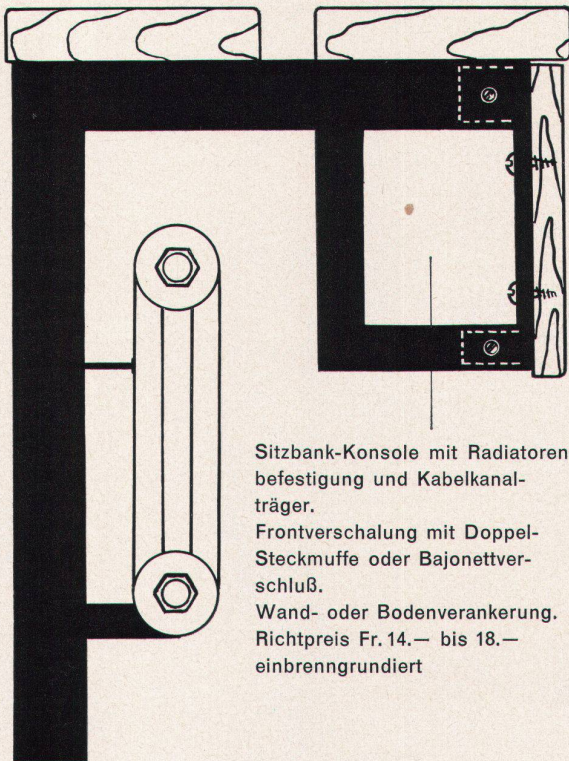 Sitzbank-Konsole mit Radiatoren
befestigung und Kabelkanal-
träger.
Frontverschalung mit Doppel-
Steckmuffe oder Bajonettver-
schluß.
Wand- oder Bodenverankerung.
Richtpreis Fr. 14.— bis 18.—
einbrenngrundiert